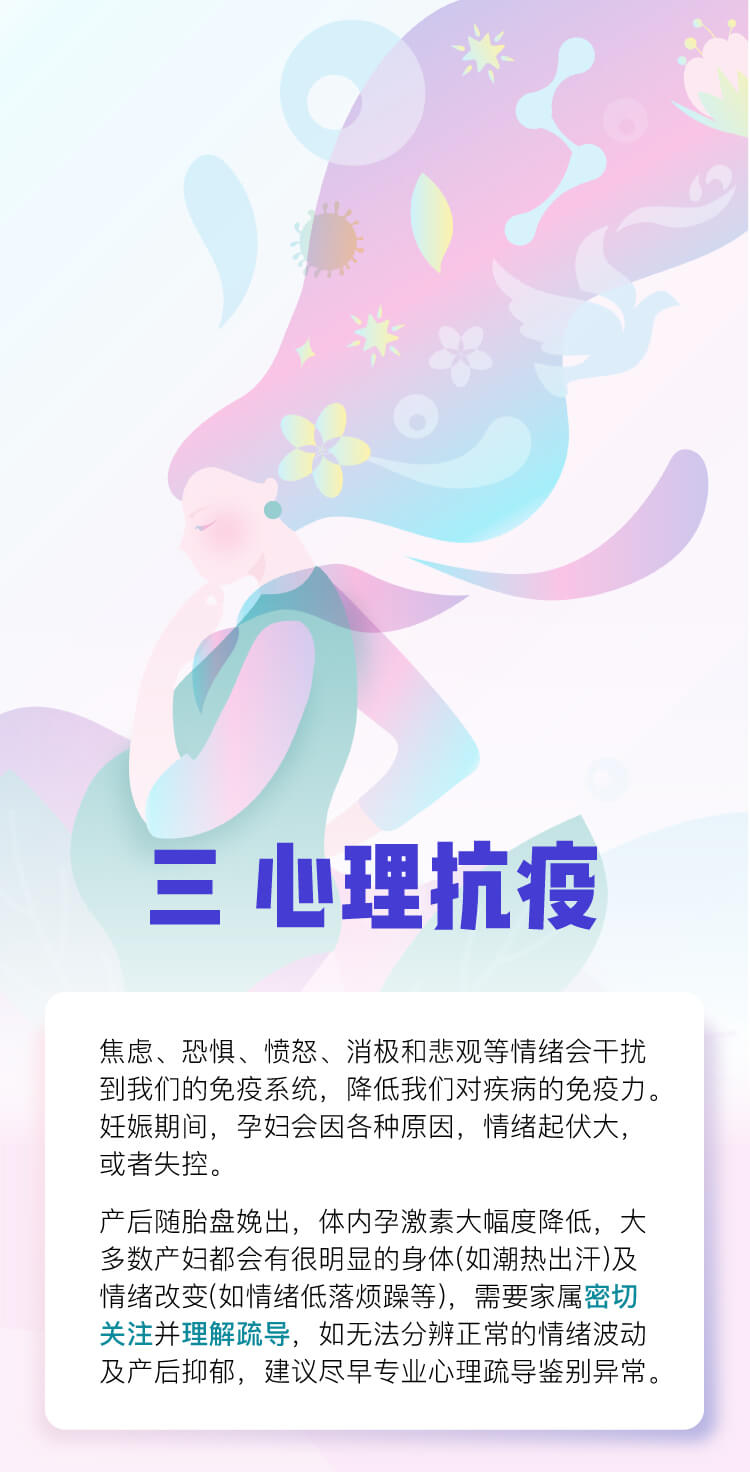 三 心理抗疫
焦虑、恐惧、愤怒、消极和悲观等情绪会干扰
到我们的免疫系统，降低我们对疾病的免疫力。
妊娠期间，孕妇会因各种原因，情绪起伏大，
或者失控。
产后随胎盘娩出，体内孕激素大幅度降低，大
多数产妇都会有很明显的身体(如潮热出汗)及
情绪改变(如情绪低落烦躁等)，需要家属密切
关注并理解疏导，如无法分辨正常的情绪波动
及产后抑郁，建议尽早专业心理疏导鉴别异常。